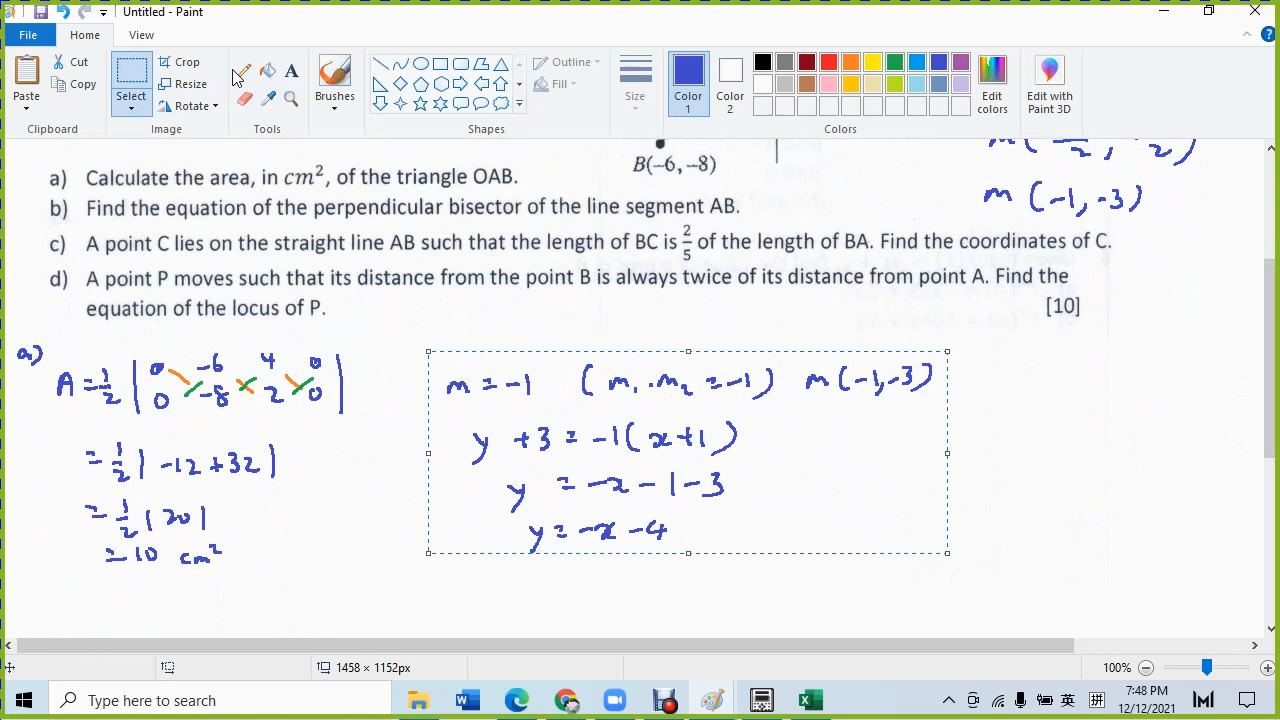 Untitled - Paint
File
Home
View
Paste
Cut
Copy
Clipboard
Select
Crop
Resize
Rotate
Image
Tools
Brushes
Outline
Fill
Shapes
Size
Color 1
Color 2
Edit colors
Edit with Paint 3D
Colors
B(–6, –8)
m (-1, -3)
a) Calculate the area, in cm², of the triangle OAB.
b) Find the equation of the perpendicular bisector of the line segment AB.
c) A point C lies on the straight line AB such that the length of BC is 2/5 of the length of BA. Find the coordinates of C.
d) A point P moves such that its distance from the point B is always twice of its distance from point A. Find the
equation of the locus of P. [10]
a)
A = 1/2 | 0 -6 4 0
0 -8 2 0 |
= 1/2 | -12 + 32 |
= 1/2 | 20 |
= 10 cm²
m = -1 ( m₁ . m₂ = -1 ) m (-1, -3)
y + 3 = -1 ( x + 1 )
y = -x - 1 - 3
y = -x - 4
1458 × 1152px
100%
Type here to search
英
拼
7:48 PM
12/12/2021